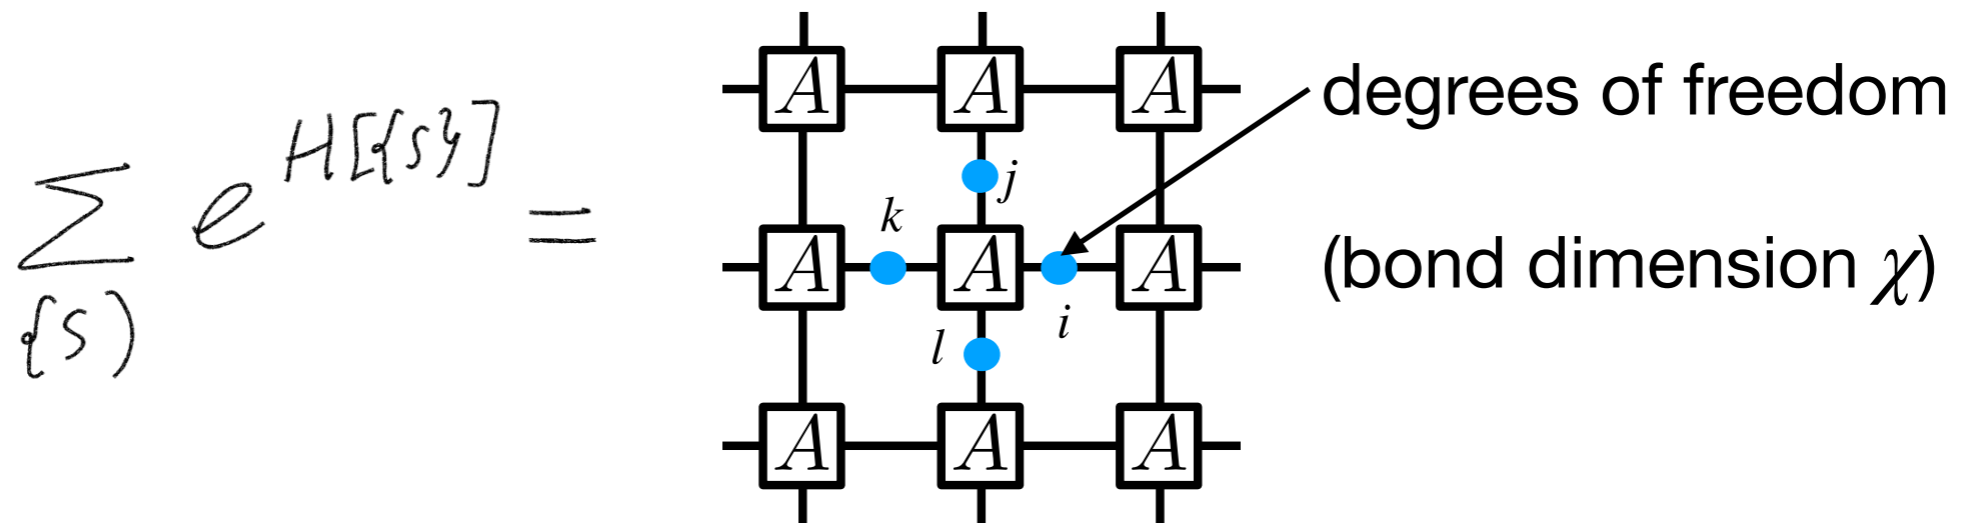 ∑ e^{H[{s}]} =
{s)
A A A
degrees of freedom
j
k
A A A
(bond dimension χ)
i
l
A A A